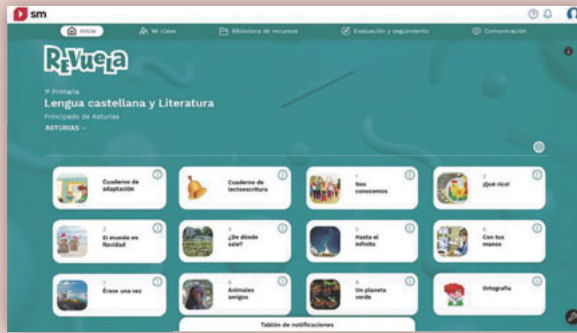 sm
Inicio
Mi clase
Biblioteca de recursos
Evaluación y seguimiento
Comunicación
REVUELA
1º Primaria
Lengua castellana y Literatura
Principado de Asturias
ASTURIAS
Cuaderno de
adaptación
Cuaderno de
lectoescritura
1
Nos
conocemos
2
¡Qué rico!
3
El mundo en
Navidad
4
¿De dónde
sale?
5
Hasta el
infinito
6
Con tus
manos
7
Érase una vez
8
Animales
amigos
9
Un planeta
verde
Ortografía
Tablón de notificaciones